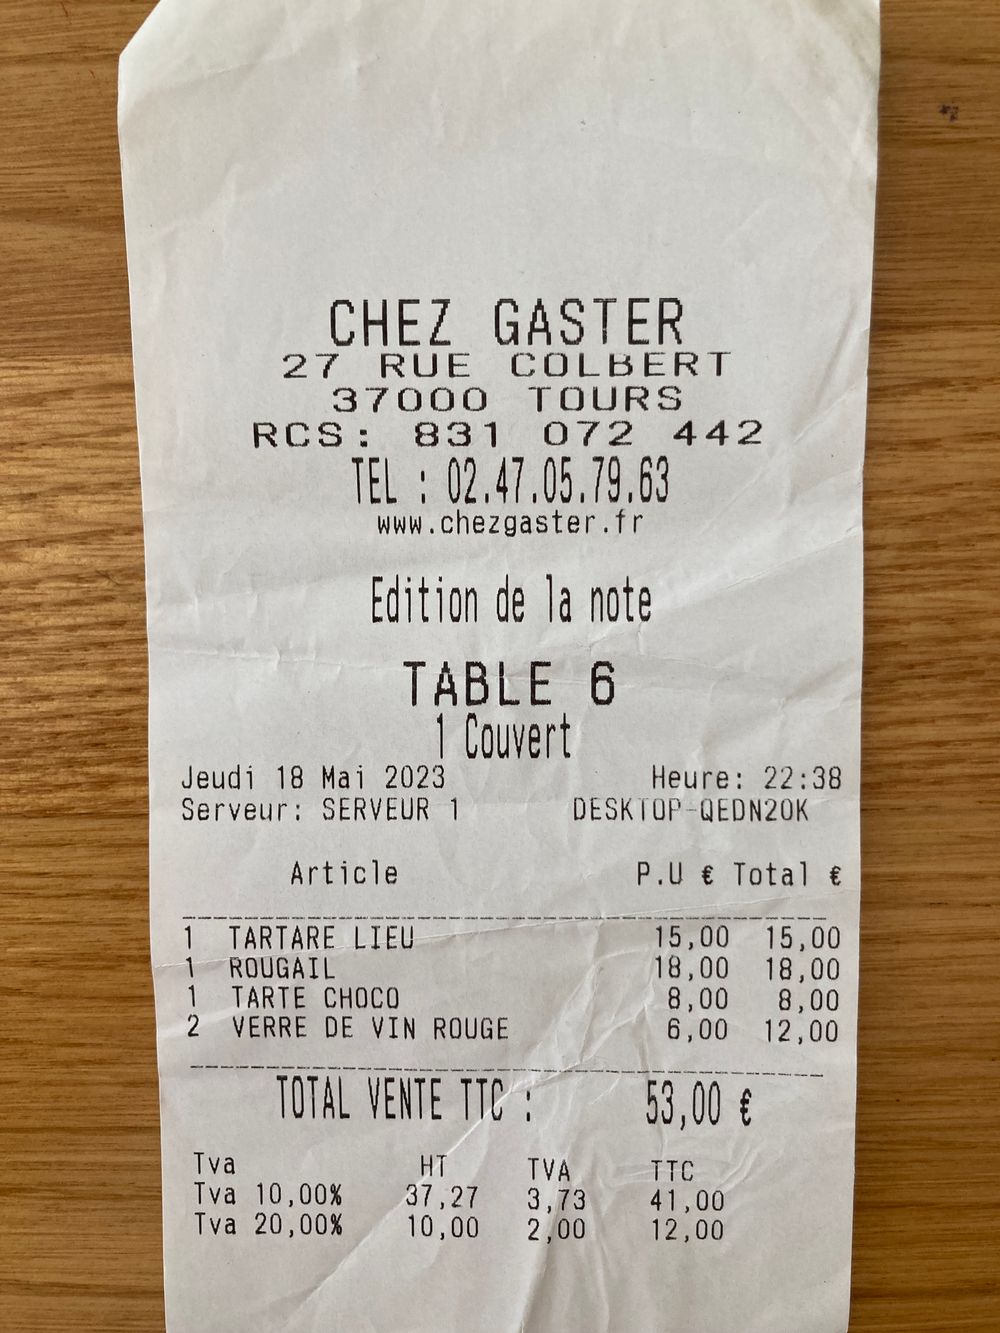 CHEZ GASTER
27 RUE COLBERT
37000 TOURS
RCS: 831 072 442
TEL : 02.47.05.79.63
www.chezgaster.fr
Edition de la note
TABLE 6
1 Couvert
Jeudi 18 Mai 2023 Heure: 22:38
Serveur: SERVEUR 1 DESKTOP-QEDN20K
Article P.U € Total €
1 TARTARE LIEU 15,00 15,00
1 ROUGAIL 18,00 18,00
1 TARTE CHOCO 8,00 8,00
2 VERRE DE VIN ROUGE 6,00 12,00
TOTAL VENTE TTC : 53,00 €
Tva HT TVA TTC
Tva 10,00% 37,27 3,73 41,00
Tva 20,00% 10,00 2,00 12,00